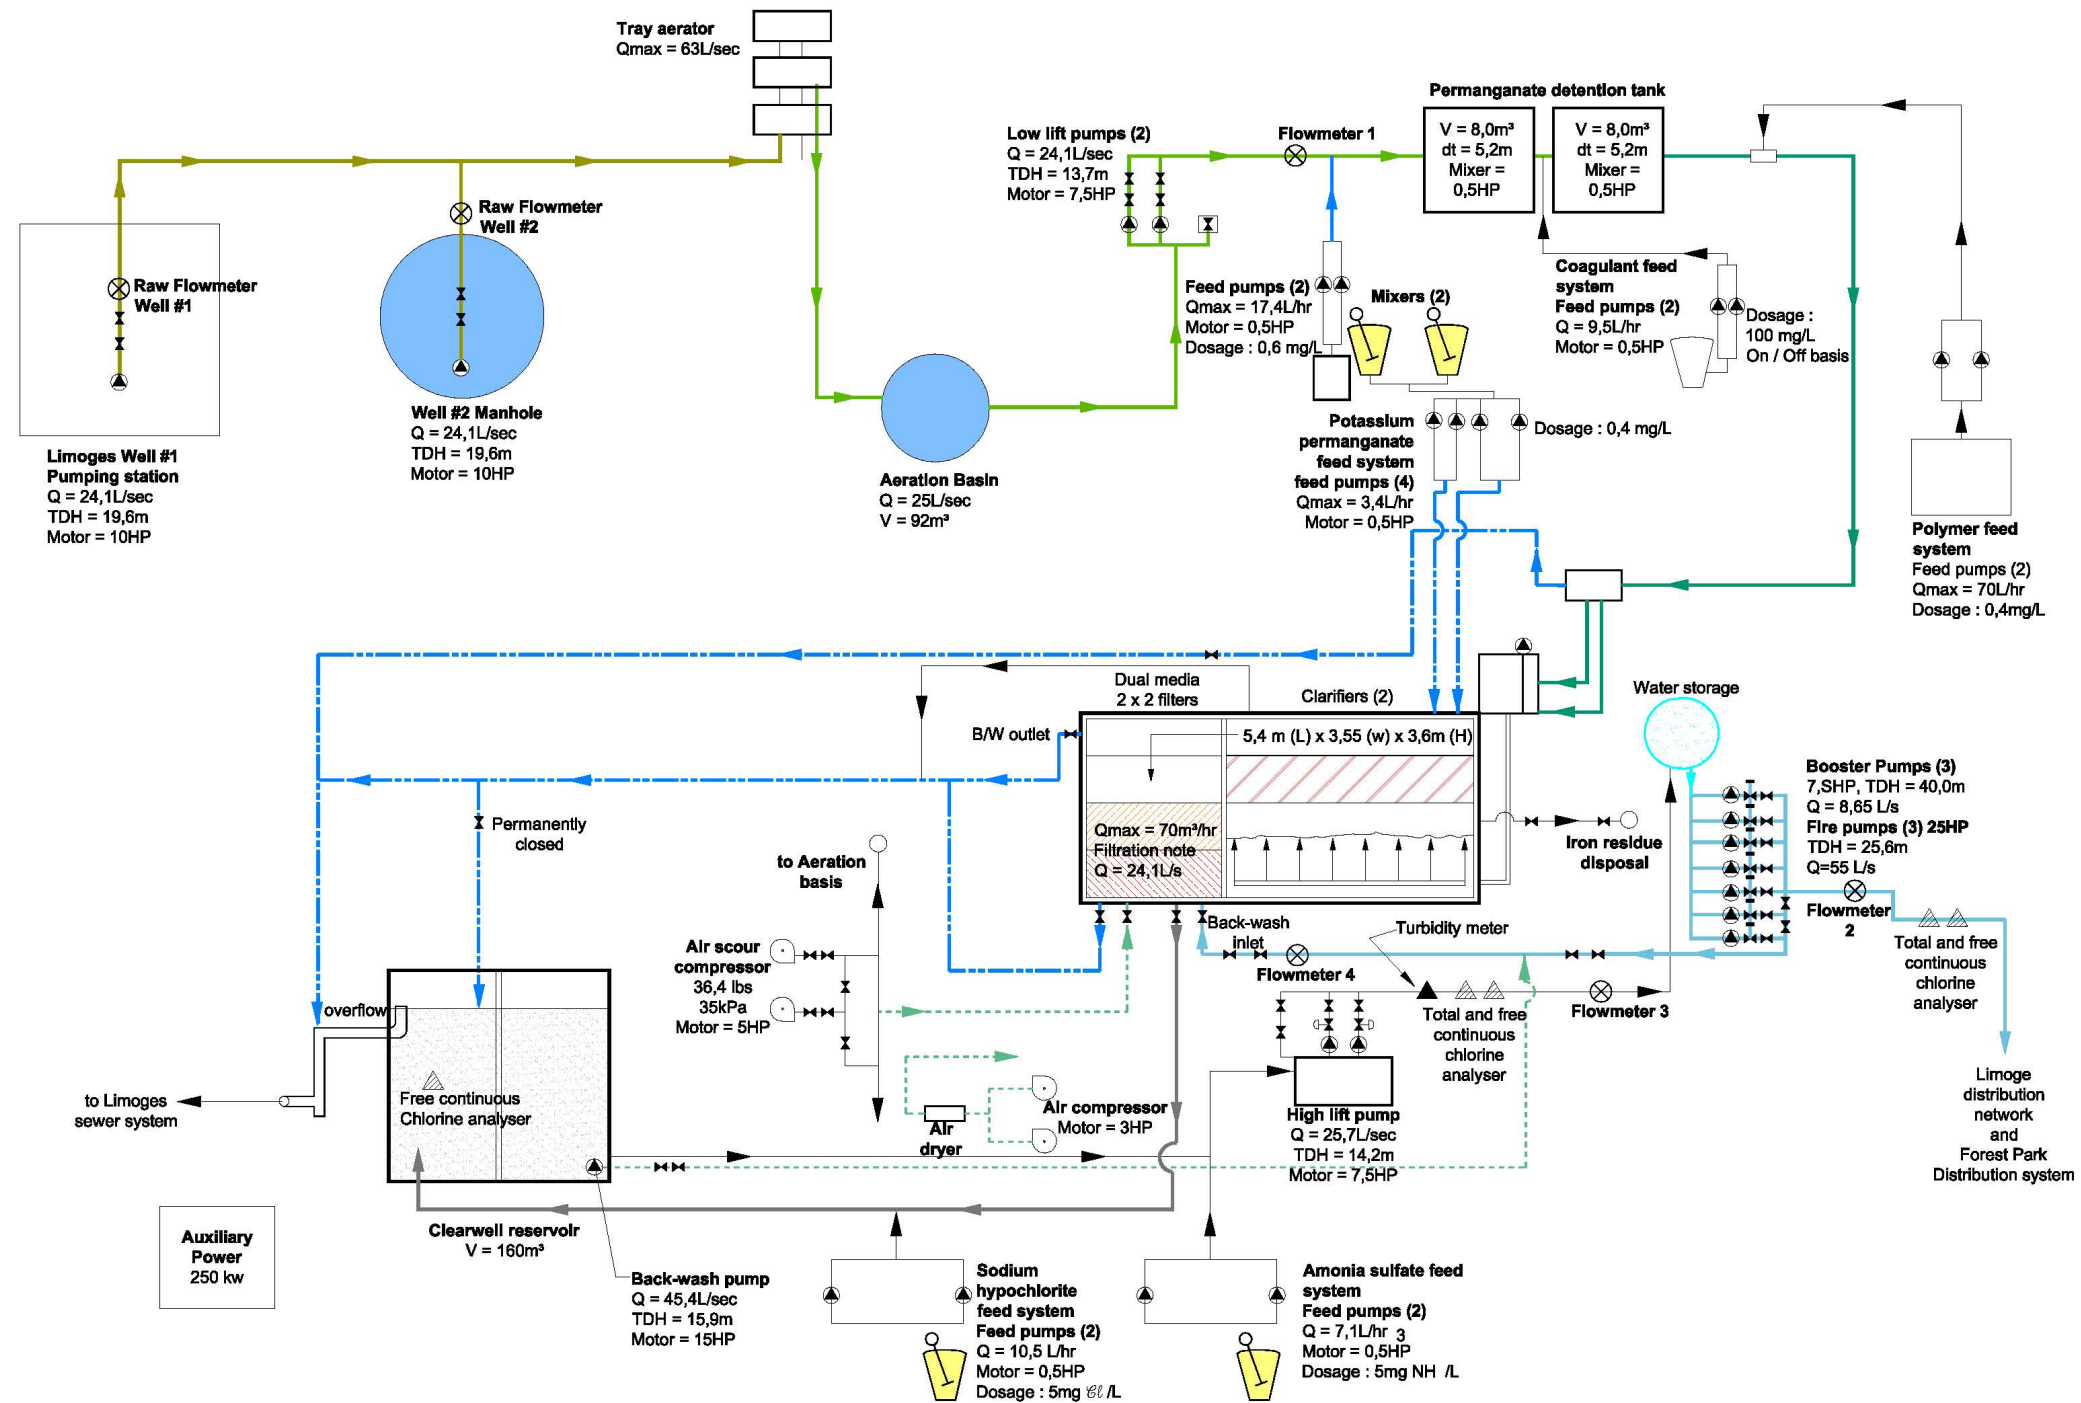 Tray aerator
Qmax = 63L/sec
Raw Flowmeter
Well #1
Raw Flowmeter
Well #2
Limoges Well #1
Pumping station
Q = 24,1L/sec
TDH = 19,6m
Motor = 10HP
Well #2 Manhole
Q = 24,1L/sec
TDH = 19,6m
Motor = 10HP
Aeration Basin
Q = 25L/sec
V = 92m³
Low lift pumps (2)
Q = 24,1L/sec
TDH = 13,7m
Motor = 7,5HP
Flowmeter 1
Permanganate detention tank
V = 8,0m³
dt = 5,2m
Mixer =
0,5HP
V = 8,0m³
dt = 5,2m
Mixer =
0,5HP
Feed pumps (2)
Qmax = 17,4L/hr
Motor = 0,5HP
Dosage : 0,6 mg/L
Mixers (2)
Coagulant feed
system
Feed pumps (2)
Q = 9,5L/hr
Motor = 0,5HP
Dosage :
100 mg/L
On / Off basis
Potassium
permanganate
feed system
feed pumps (4)
Qmax = 3,4L/hr
Motor = 0,5HP
Dosage : 0,4 mg/L
Polymer feed
system
Feed pumps (2)
Qmax = 70L/hr
Dosage : 0,4mg/L
Dual media
2 x 2 filters
Clarifiers (2)
B/W outlet
5,4 m (L) x 3,55 (w) x 3,6m (H)
Qmax = 70m³/hr
Filtration note
Q = 24,1L/s
Water storage
Iron residue
disposal
Booster Pumps (3)
7,SHP, TDH = 40,0m
Q = 8,65 L/s
Fire pumps (3) 25HP
TDH = 25,6m
Q=55 L/s
Flowmeter
2
Total and free
continuous
chlorine
analyser
Limoge
distribution
network
and
Forest Park
Distribution system
Permanently
closed
to Aeration
basis
Air scour
compressor
36,4 lbs
35kPa
Motor = 5HP
Back-wash
inlet
Flowmeter 4
Turbidity meter
Total and free
continuous
chlorine
analyser
Flowmeter 3
High lift pump
Q = 25,7L/sec
TDH = 14,2m
Motor = 7,5HP
Air compressor
Motor = 3HP
Air
dryer
overflow
to Limoges
sewer system
Free continuous
Chlorine analyser
Clearwell reservoir
V = 160m³
Auxiliary
Power
250 kw
Back-wash pump
Q = 45,4L/sec
TDH = 15,9m
Motor = 15HP
Sodium
hypochlorite
feed system
Feed pumps (2)
Q = 10,5 L/hr
Motor = 0,5HP
Dosage : 5mg Cl /L
Amonia sulfate feed
system
Feed pumps (2)
Q = 7,1L/hr 3
Motor = 0,5HP
Dosage : 5mg NH /L